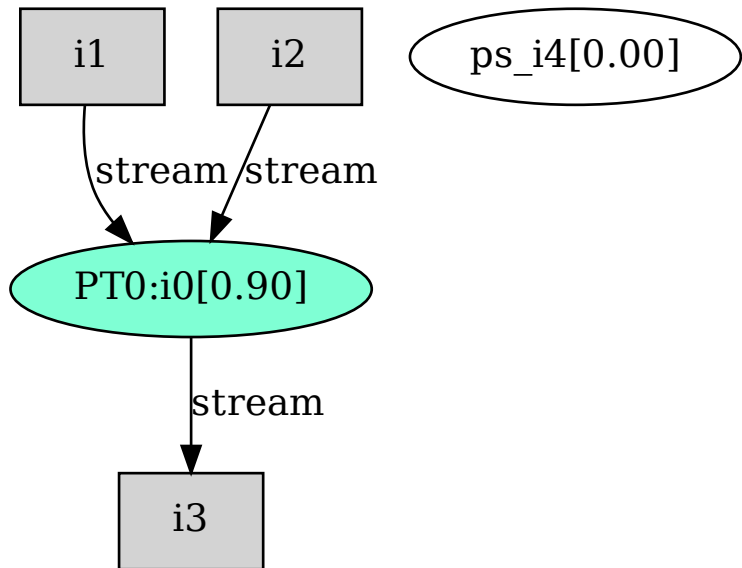 i1
i2
ps_i4[0.00]
stream
stream
PT0:i0[0.90]
stream
i3